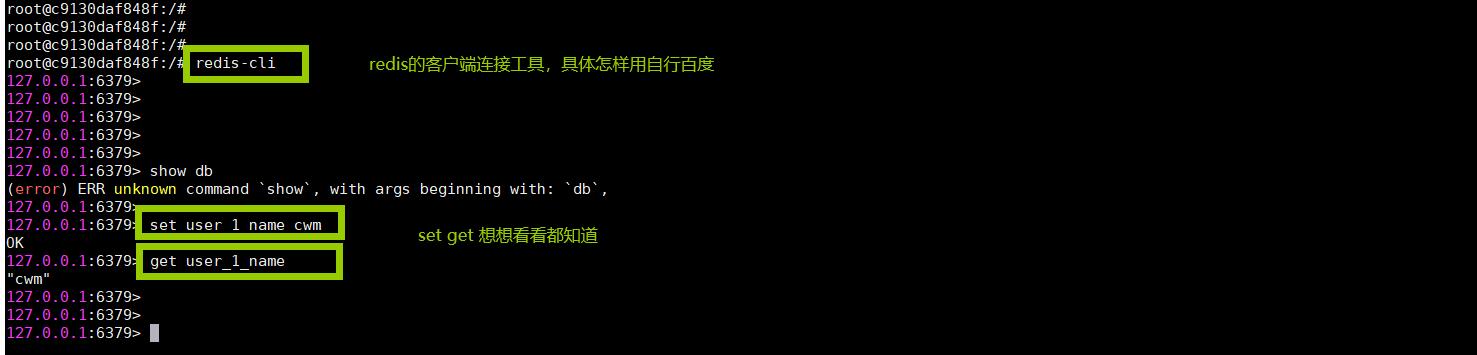 root@c9130daf848f:/#
root@c9130daf848f:/#
root@c9130daf848f:/#
root@c9130daf848f:/# redis-cli redis的客户端连接工具，具体怎样用自行百度
127.0.0.1:6379>
127.0.0.1:6379>
127.0.0.1:6379>
127.0.0.1:6379>
127.0.0.1:6379>
127.0.0.1:6379> show db
(error) ERR unknown command `show`, with args beginning with: `db`,
127.0.0.1:6379>
127.0.0.1:6379> set user_1_name cwm
set get 想想看看都知道
OK
127.0.0.1:6379> get user_1_name
"cwm"
127.0.0.1:6379>
127.0.0.1:6379>
127.0.0.1:6379>